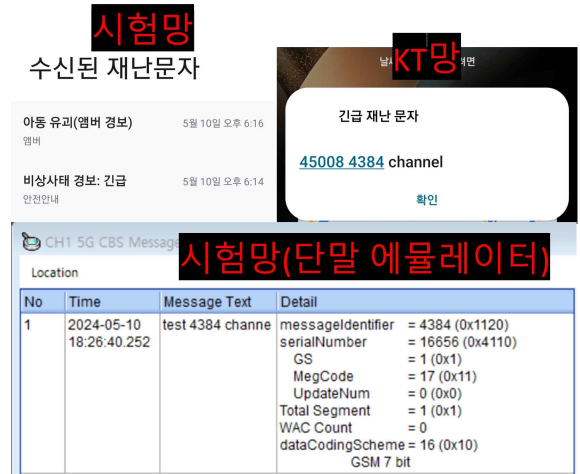 시험망
수신된 재난문자
아동 유괴(앰버 경보) 5월 10일 오후 6:16
앰버
비상사태 경보: 긴급 5월 10일 오후 6:14
안전안내
KT망
긴급 재난 문자
45008 4384 channel
확인
CH1 5G CBS Message
시험망(단말 에뮬레이터)
Location
No Time Message Text Detail
1 2024-05-10 test 4384 channe messageIdentifier = 4384 (0x1120)
18:26:40.252 serialNumber = 16656 (0x4110)
GS = 1 (0x1)
MegCode = 17 (0x11)
UpdateNum = 0 (0x0)
Total Segment = 1 (0x1)
WAC Count = 0
dataCodingScheme = 16 (0x10)
GSM 7 bit